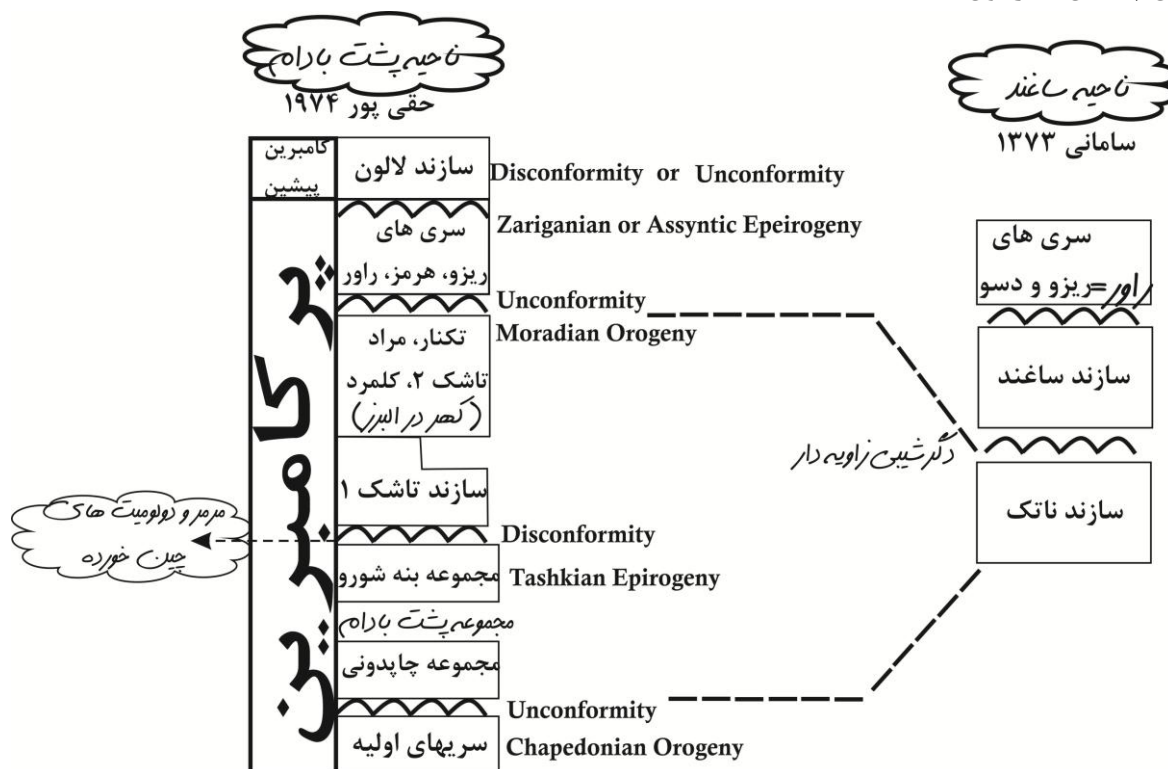 ناحیه پشت بادام
حقی پور ۱۹۷۴
کامبرین
پیشین
پر کامبرین
سازند لالون
Disconformity or Unconformity
سری های
ریزو، هرمز، راور
Zariganian or Assyntic Epeirogeny
Unconformity
Moradian Orogeny
تکنار، مراد
تاشک ۲، کلمرد
(کهر در البرز)
سازند تاشک ۱
Disconformity
Tashkian Epirogeny
مرمر و دولومیت های
چین خورده
مجموعه بنه شورو
مجموعه پشت بادام
مجموعه چاپدونی
Unconformity
Chapedonian Orogeny
سریهای اولیه
ناحیه ساغند
سامانی ۱۳۷۳
سری های
ریزو و دسو=راور
سازند ساغند
دگرشیبی زاویه دار
سازند ناتک